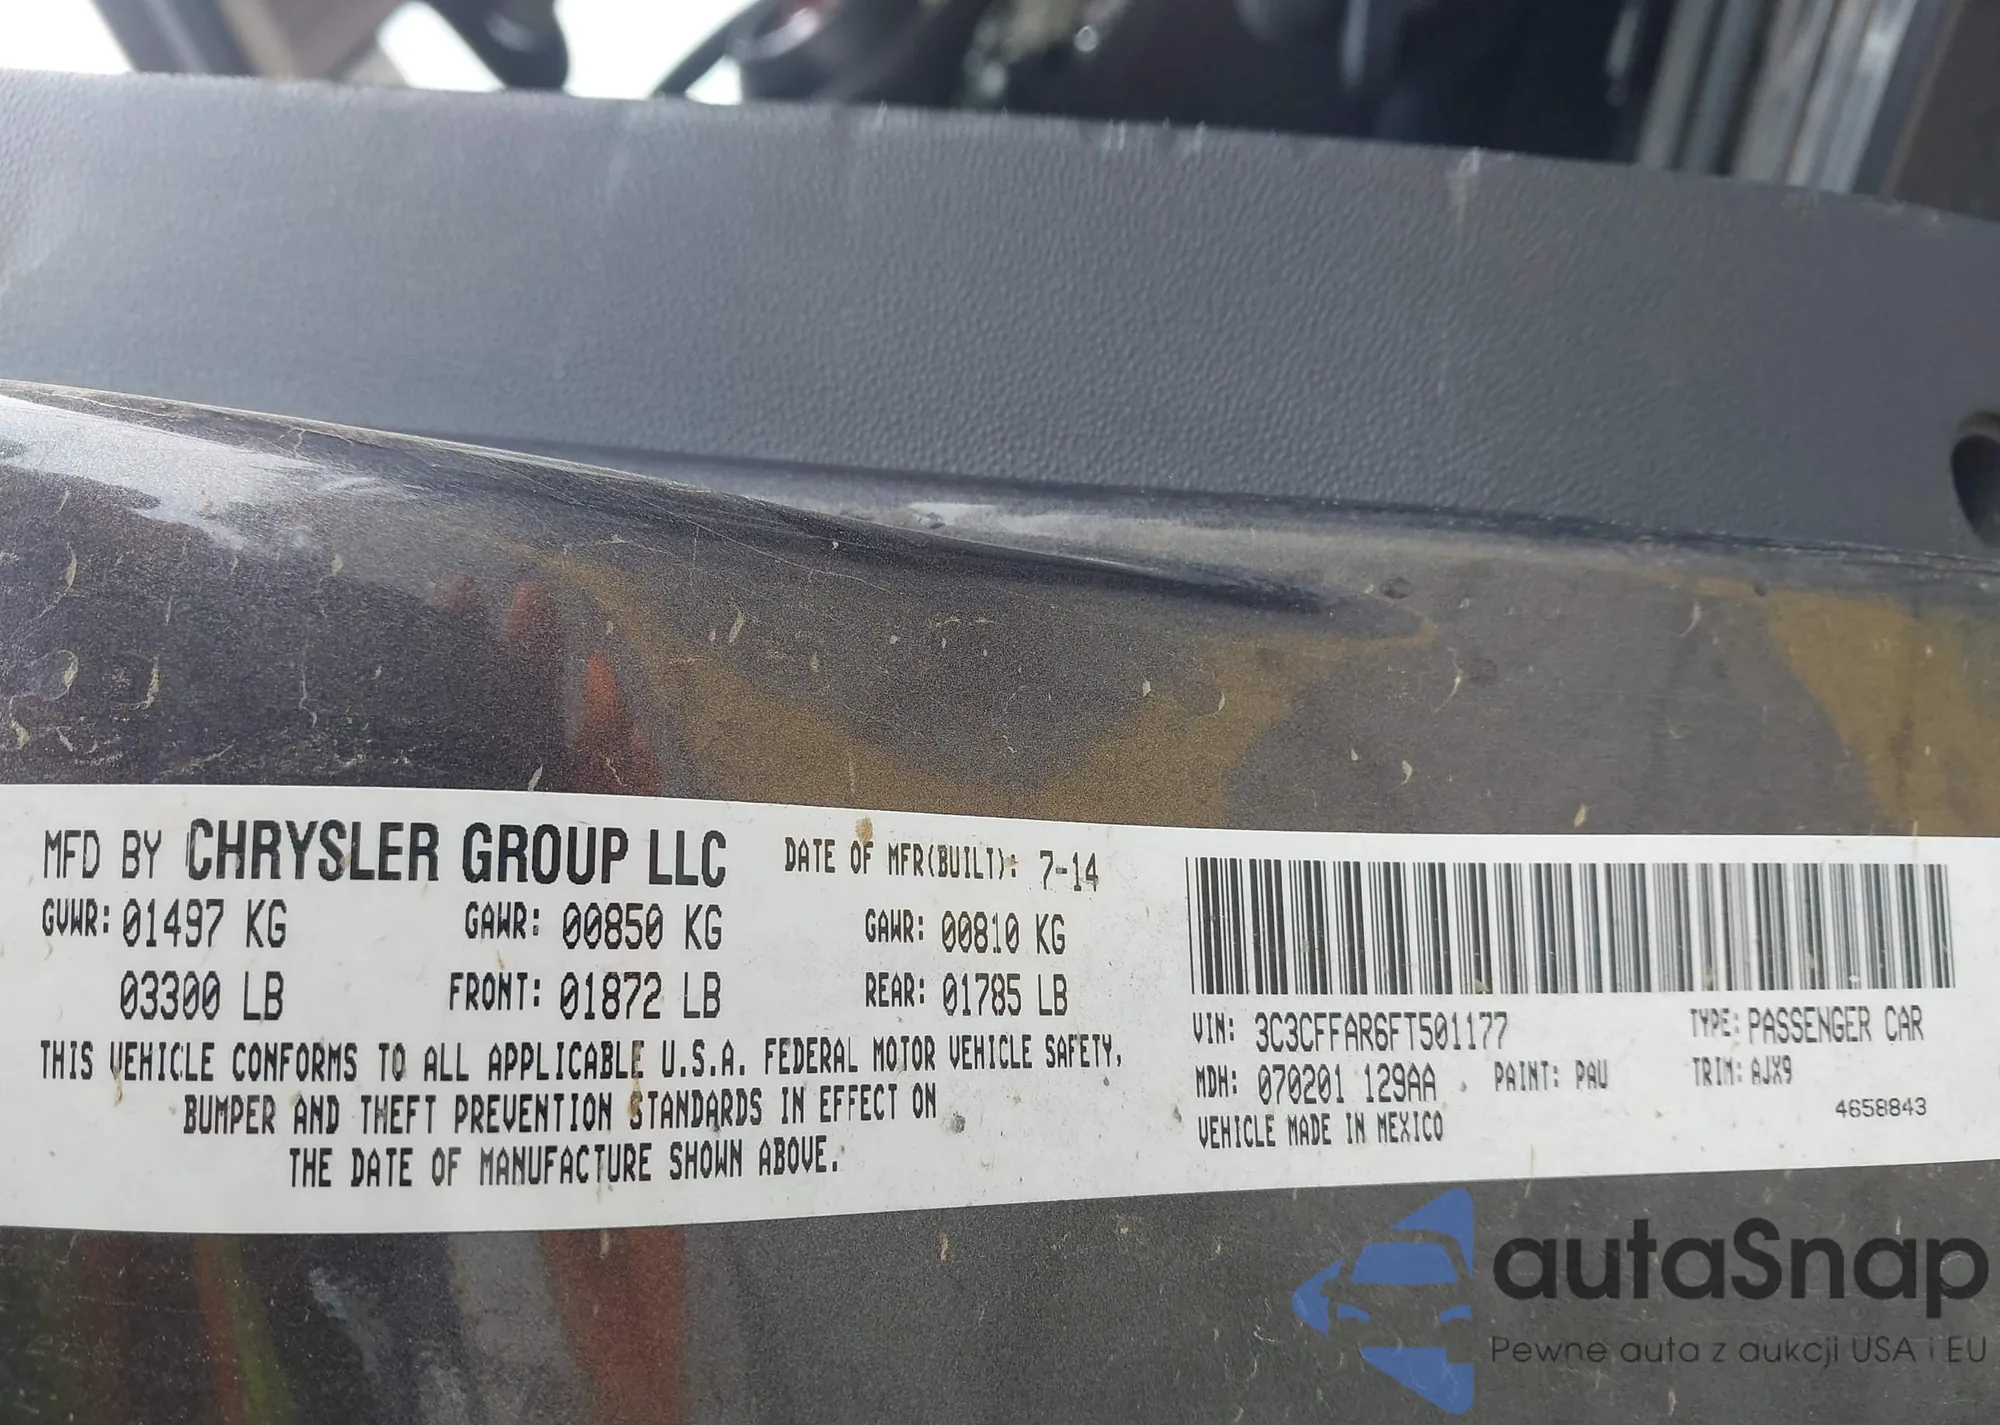 MFD BY CHRYSLER GROUP LLC DATE OF MFR(BUILT): 7-14
GVWR: 01497 KG GAWR: 00850 KG GAWR: 00810 KG
03300 LB FRONT: 01872 LB REAR: 01785 LB
THIS VEHICLE CONFORMS TO ALL APPLICABLE U.S.A. FEDERAL MOTOR VEHICLE SAFETY,
BUMPER AND THEFT PREVENTION STANDARDS IN EFFECT ON
THE DATE OF MANUFACTURE SHOWN ABOVE.
VIN: 3C3CFFAR6FT501177 TYPE: PASSENGER CAR
MDH: 070201 129AA PAINT: PAU TRIM: AJX9
VEHICLE MADE IN MEXICO 4658843
autaSnap
Pewne auta z aukcji USA i EU